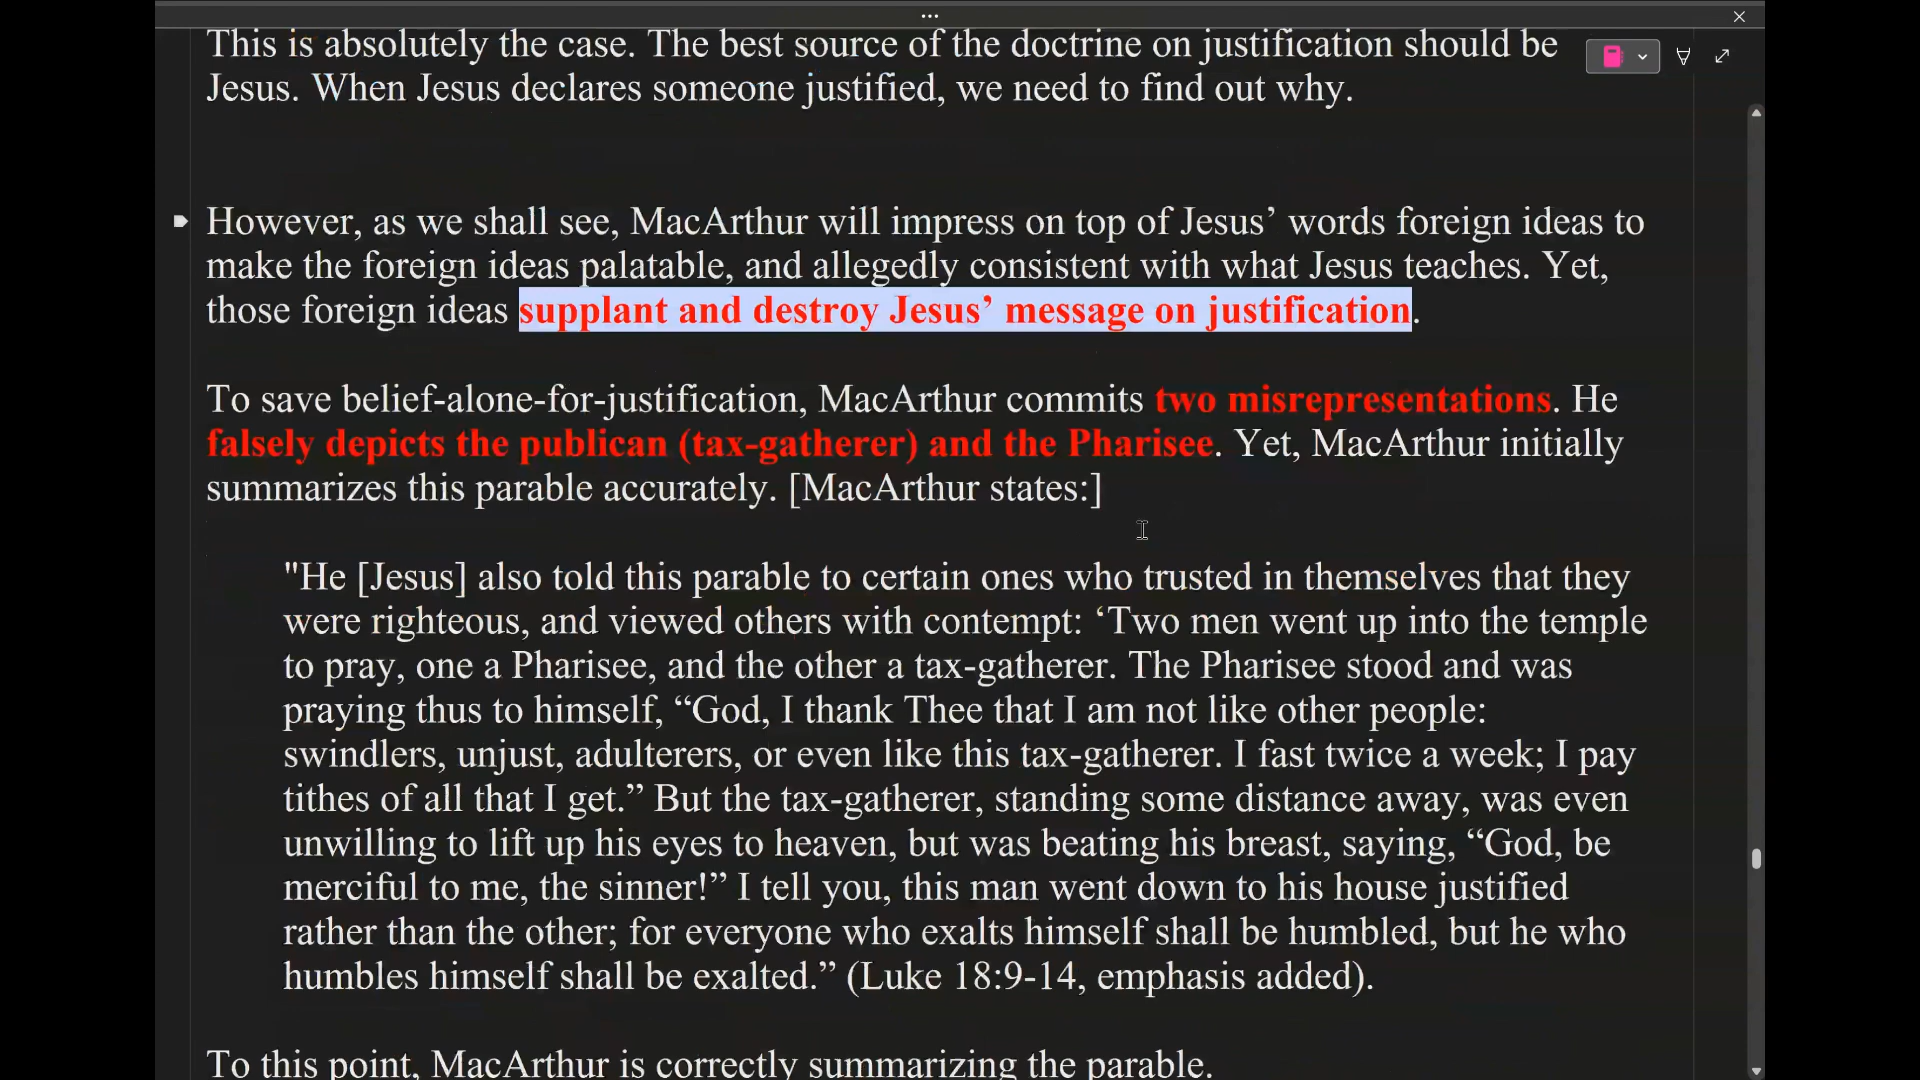 This is absolutely the case. The best source of the doctrine on justification should be
Jesus. When Jesus declares someone justified, we need to find out why.
However, as we shall see, MacArthur will impress on top of Jesus’ words foreign ideas to
make the foreign ideas palatable, and allegedly consistent with what Jesus teaches. Yet,
those foreign ideas supplant and destroy Jesus’ message on justification.
To save belief-alone-for-justification, MacArthur commits two misrepresentations. He
falsely depicts the publican (tax-gatherer) and the Pharisee. Yet, MacArthur initially
summarizes this parable accurately. [MacArthur states:]
"He [Jesus] also told this parable to certain ones who trusted in themselves that they
were righteous, and viewed others with contempt: ‘Two men went up into the temple
to pray, one a Pharisee, and the other a tax-gatherer. The Pharisee stood and was
praying thus to himself, “God, I thank Thee that I am not like other people:
swindlers, unjust, adulterers, or even like this tax-gatherer. I fast twice a week; I pay
tithes of all that I get.” But the tax-gatherer, standing some distance away, was even
unwilling to lift up his eyes to heaven, but was beating his breast, saying, “God, be
merciful to me, the sinner!” I tell you, this man went down to his house justified
rather than the other; for everyone who exalts himself shall be humbled, but he who
humbles himself shall be exalted.” (Luke 18:9-14, emphasis added).
To this point, MacArthur is correctly summarizing the parable.